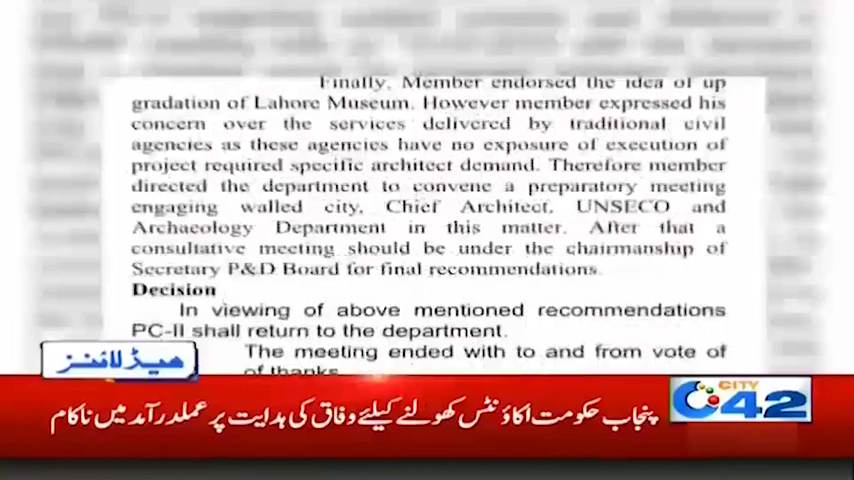 Finally, Member endorsed the idea of up
gradation of Lahore Museum. However member expressed his
concern over the services delivered by traditional civil
agencies as these agencies have no exposure of execution of
project required specific architect demand. Therefore member
directed the department to convene a preparatory meeting
engaging walled city, Chief Architect, UNSECO and
Archaeology Department in this matter. After that a
consultative meeting should be under the chairmanship of
Secretary P&D Board for final recommendations.
Decision
In viewing of above mentioned recommendations
PC-II shall return to the department.
The meeting ended with to and from vote of
of thanks
ھیڈلائنز
پنجاب حکومت اکاؤنٹس کھولنے کیلئے وفاق کی ہدایت پر عملدرآمد میں ناکام
CITY
42